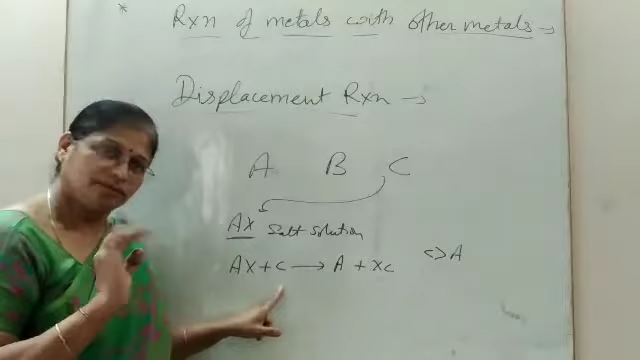 * Rxn of metals with other metals →
Displacement Rxn →
A B C
AX salt solution
AX + C → A + XC C > A